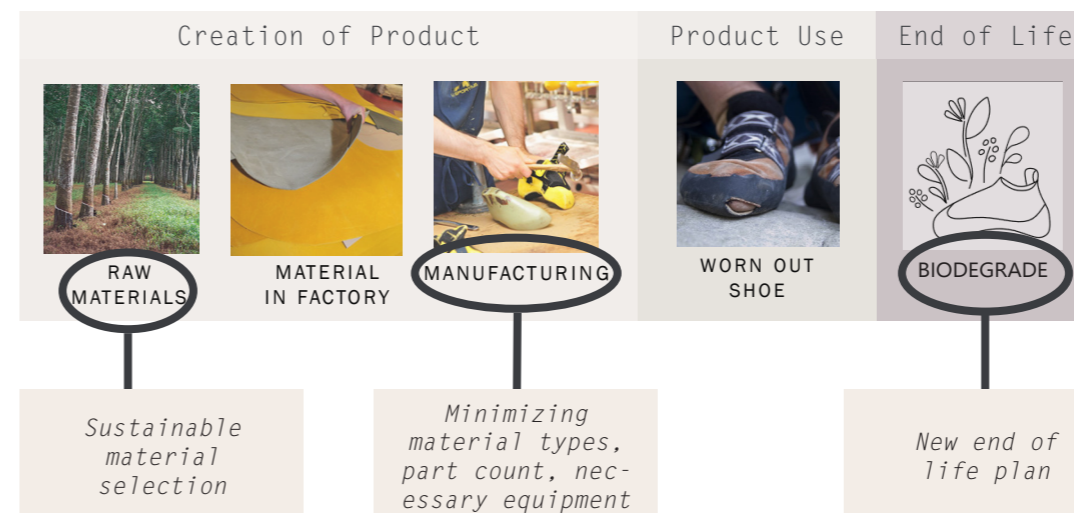 Creation of Product
Product Use
End of Life
RAW
MATERIALS
MATERIAL
IN FACTORY
MANUFACTURING
WORN OUT
SHOE
BIODEGRADE
Sustainable
material
selection
Minimizing
material types,
part count, nec-
essary equipment
New end of
life plan